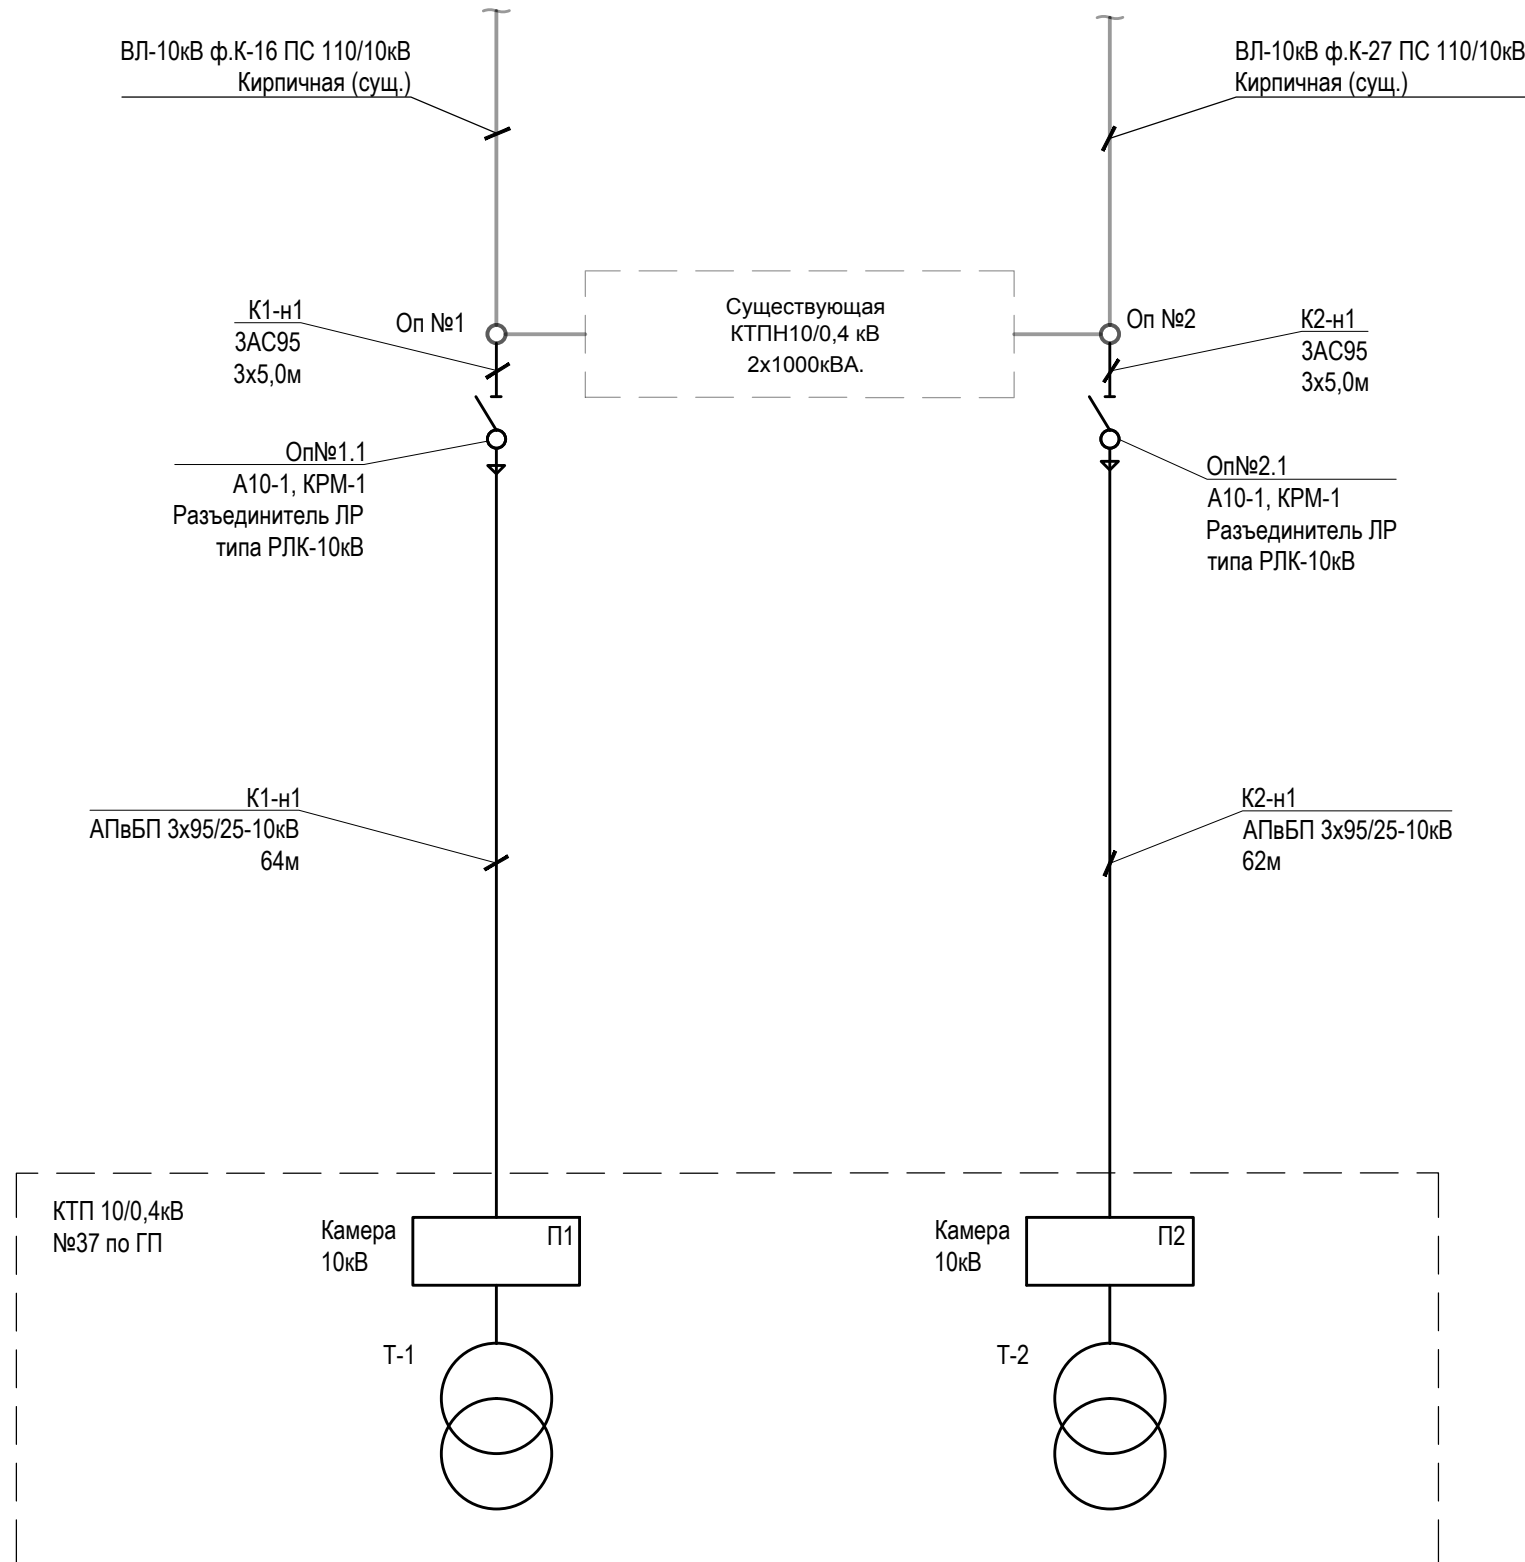 ВЛ-10кВ ф.К-16 ПС 110/10кВ
Кирпичная (сущ.)
ВЛ-10кВ ф.К-27 ПС 110/10кВ
Кирпичная (сущ.)
К1-н1
3АС95
3х5,0м
Оп №1
Существующая
КТПН10/0,4 кВ
2х1000кВА.
Оп №2
К2-н1
3АС95
3х5,0м
Оп№1.1
А10-1, КРМ-1
Разъединитель ЛР
типа РЛК-10кВ
Оп№2.1
А10-1, КРМ-1
Разъединитель ЛР
типа РЛК-10кВ
К1-н1
АПвБП 3х95/25-10кВ
64м
К2-н1
АПвБП 3х95/25-10кВ
62м
КТП 10/0,4кВ
№37 по ГП
Камера
10кВ
П1
Камера
10кВ
П2
Т-1
Т-2